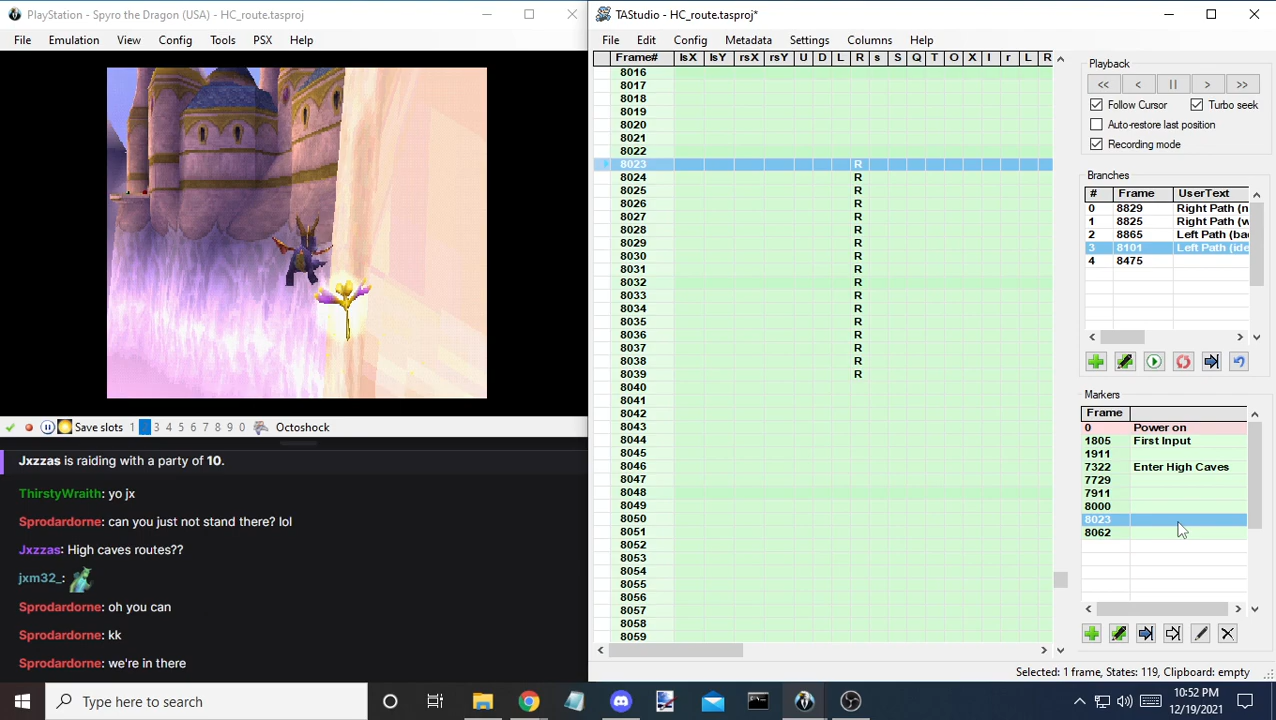 PlayStation - Spyro the Dragon (USA) - HC_route.tasproj
File Emulation View Config Tools PSX Help
Save slots 1 2 3 4 5 6 7 8 9 0 Octoshock
Jxzzas is raiding with a party of 10.
ThirstyWraith: yo jx
Sprodardorne: can you just not stand there? lol
Jxzzas: High caves routes??
jxm32_:
Sprodardorne: oh you can
Sprodardorne: kk
Sprodardorne: we're in there
TAStudio - HC_route.tasproj*
File Edit Config Metadata Settings Columns Help
Frame# lsX lsY rsX rsY U D L R s S Q T O X l r L R
8016
8017
8018
8019
8020
8021
8022
8023 R
8024 R
8025 R
8026 R
8027 R
8028 R
8029 R
8030 R
8031 R
8032 R
8033 R
8034 R
8035 R
8036 R
8037 R
8038 R
8039 R
8040
8041
8042
8043
8044
8045
8046
8047
8048
8049
8050
8051
8052
8053
8054
8055
8056
8057
8058
8059
Playback
<< < > >>
Follow Cursor Turbo seek
Auto-restore last position
Recording mode
Branches
# Frame UserText
0 8829 Right Path (n
1 8825 Right Path (w
2 8865 Left Path (ba
3 8101 Left Path (ide
4 8475
Markers
Frame
0 Power on
1805 First Input
1911
7322 Enter High Caves
7729
7911
8000
8023
8062
Selected: 1 frame, States: 119, Clipboard: empty
Type here to search
10:52 PM
12/19/2021